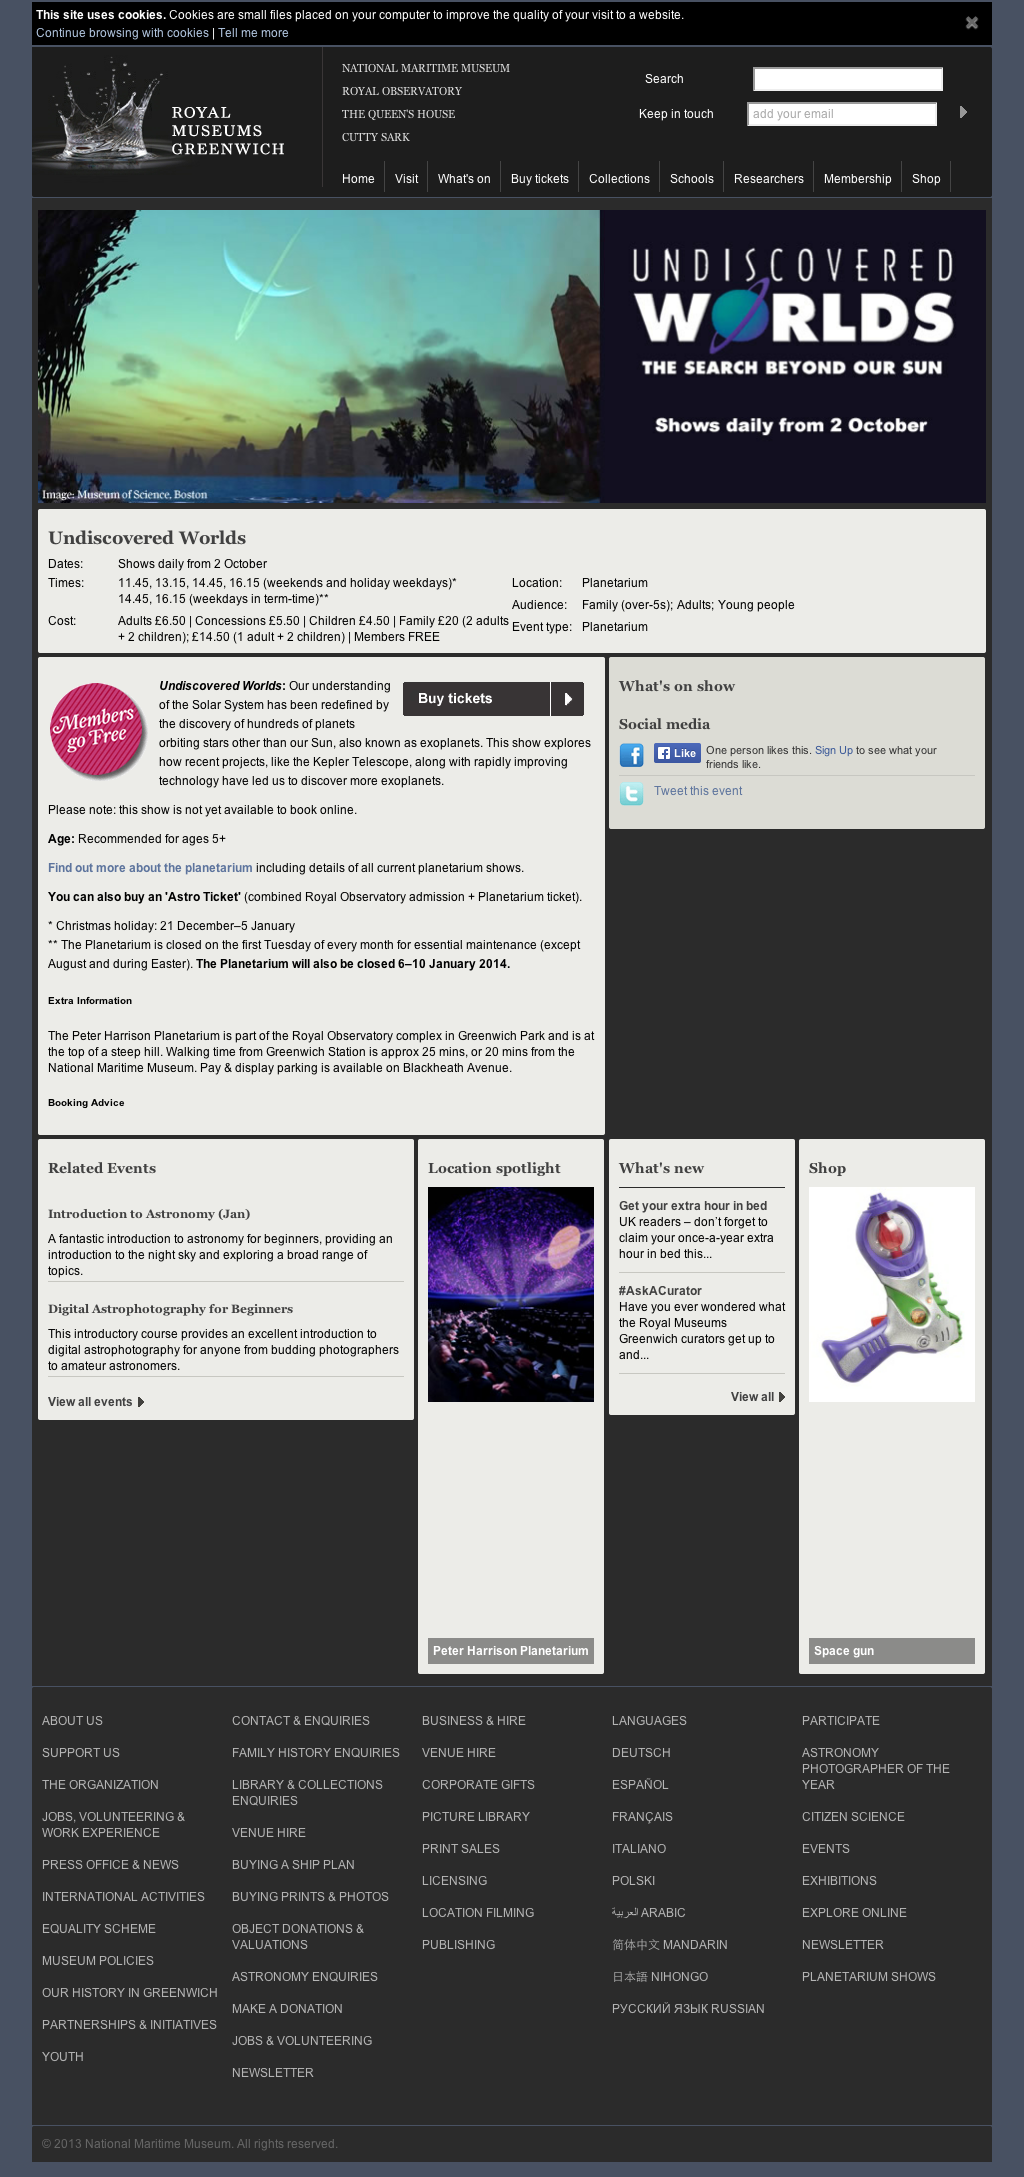 This site uses cookies. Cookies are small files placed on your computer to improve the quality of your visit to a website.
Continue browsing with cookies | Tell me more
ROYAL
MUSEUMS
GREENWICH
NATIONAL MARITIME MUSEUM
ROYAL OBSERVATORY
THE QUEEN'S HOUSE
CUTTY SARK
Search
Keep in touch
add your email
Home
Visit
What's on
Buy tickets
Collections
Schools
Researchers
Membership
Shop
UNDISCOVERED
WORLDS
THE SEARCH BEYOND OUR SUN
Shows daily from 2 October
Image: Museum of Science, Boston
Undiscovered Worlds
Dates: Shows daily from 2 October
Times: 11.45, 13.15, 14.45, 16.15 (weekends and holiday weekdays)*
14.45, 16.15 (weekdays in term-time)**
Cost: Adults £6.50 | Concessions £5.50 | Children £4.50 | Family £20 (2 adults
+ 2 children); £14.50 (1 adult + 2 children) | Members FREE
Location: Planetarium
Audience: Family (over-5s); Adults; Young people
Event type: Planetarium
Members
go Free
Buy tickets
Undiscovered Worlds: Our understanding
of the Solar System has been redefined by
the discovery of hundreds of planets
orbiting stars other than our Sun, also known as exoplanets. This show explores
how recent projects, like the Kepler Telescope, along with rapidly improving
technology have led us to discover more exoplanets.
Please note: this show is not yet available to book online.
Age: Recommended for ages 5+
Find out more about the planetarium including details of all current planetarium shows.
You can also buy an 'Astro Ticket' (combined Royal Observatory admission + Planetarium ticket).
* Christmas holiday: 21 December–5 January
** The Planetarium is closed on the first Tuesday of every month for essential maintenance (except
August and during Easter). The Planetarium will also be closed 6–10 January 2014.
Extra Information
The Peter Harrison Planetarium is part of the Royal Observatory complex in Greenwich Park and is at
the top of a steep hill. Walking time from Greenwich Station is approx 25 mins, or 20 mins from the
National Maritime Museum. Pay & display parking is available on Blackheath Avenue.
Booking Advice
What's on show
Social media
Like
One person likes this. Sign Up to see what your
friends like.
Tweet this event
Related Events
Introduction to Astronomy (Jan)
A fantastic introduction to astronomy for beginners, providing an
introduction to the night sky and exploring a broad range of
topics.
Digital Astrophotography for Beginners
This introductory course provides an excellent introduction to
digital astrophotography for anyone from budding photographers
to amateur astronomers.
View all events
Location spotlight
Peter Harrison Planetarium
What's new
Get your extra hour in bed
UK readers – don't forget to
claim your once-a-year extra
hour in bed this...
#AskACurator
Have you ever wondered what
the Royal Museums
Greenwich curators get up to
and...
View all
Shop
Space gun
ABOUT US
SUPPORT US
THE ORGANIZATION
JOBS, VOLUNTEERING &
WORK EXPERIENCE
PRESS OFFICE & NEWS
INTERNATIONAL ACTIVITIES
EQUALITY SCHEME
MUSEUM POLICIES
OUR HISTORY IN GREENWICH
PARTNERSHIPS & INITIATIVES
YOUTH
CONTACT & ENQUIRIES
FAMILY HISTORY ENQUIRIES
LIBRARY & COLLECTIONS
ENQUIRIES
VENUE HIRE
BUYING A SHIP PLAN
BUYING PRINTS & PHOTOS
OBJECT DONATIONS &
VALUATIONS
ASTRONOMY ENQUIRIES
MAKE A DONATION
JOBS & VOLUNTEERING
NEWSLETTER
BUSINESS & HIRE
VENUE HIRE
CORPORATE GIFTS
PICTURE LIBRARY
PRINT SALES
LICENSING
LOCATION FILMING
PUBLISHING
LANGUAGES
DEUTSCH
ESPAÑOL
FRANÇAIS
ITALIANO
POLSKI
العربية ARABIC
简体中文 MANDARIN
日本語 NIHONGO
РУССКИЙ ЯЗЫК RUSSIAN
PARTICIPATE
ASTRONOMY
PHOTOGRAPHER OF THE
YEAR
CITIZEN SCIENCE
EVENTS
EXHIBITIONS
EXPLORE ONLINE
NEWSLETTER
PLANETARIUM SHOWS
© 2013 National Maritime Museum. All rights reserved.